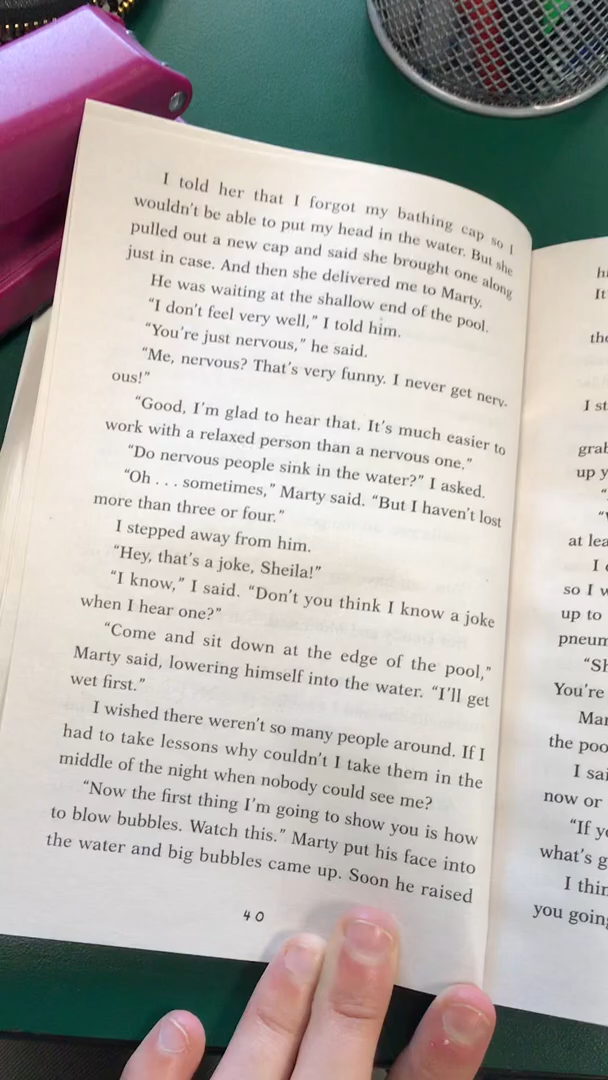 I told her that I forgot my bathing cap so I
wouldn't be able to put my head in the water. But she
pulled out a new cap and said she brought one along
just in case. And then she delivered me to Marty.
He was waiting at the shallow end of the pool.
"I don't feel very well," I told him.
"You're just nervous," he said.
"Me, nervous? That's very funny. I never get nerv-
ous!"
"Good, I'm glad to hear that. It's much easier to
work with a relaxed person than a nervous one."
"Do nervous people sink in the water?" I asked.
"Oh . . . sometimes," Marty said. "But I haven't lost
more than three or four."
I stepped away from him.
"Hey, that's a joke, Sheila!"
"I know," I said. "Don't you think I know a joke
when I hear one?"
"Come and sit down at the edge of the pool,"
Marty said, lowering himself into the water. "I'll get
wet first."
I wished there weren't so many people around. If I
had to take lessons why couldn't I take them in the
middle of the night when nobody could see me?
"Now the first thing I'm going to show you is how
to blow bubbles. Watch this." Marty put his face into
the water and big bubbles came up. Soon he raised
40
It
I st
up y
at lea
so I w
up to
You're
the poo
I sai
now or
"If yo
what's g
I thin
you going